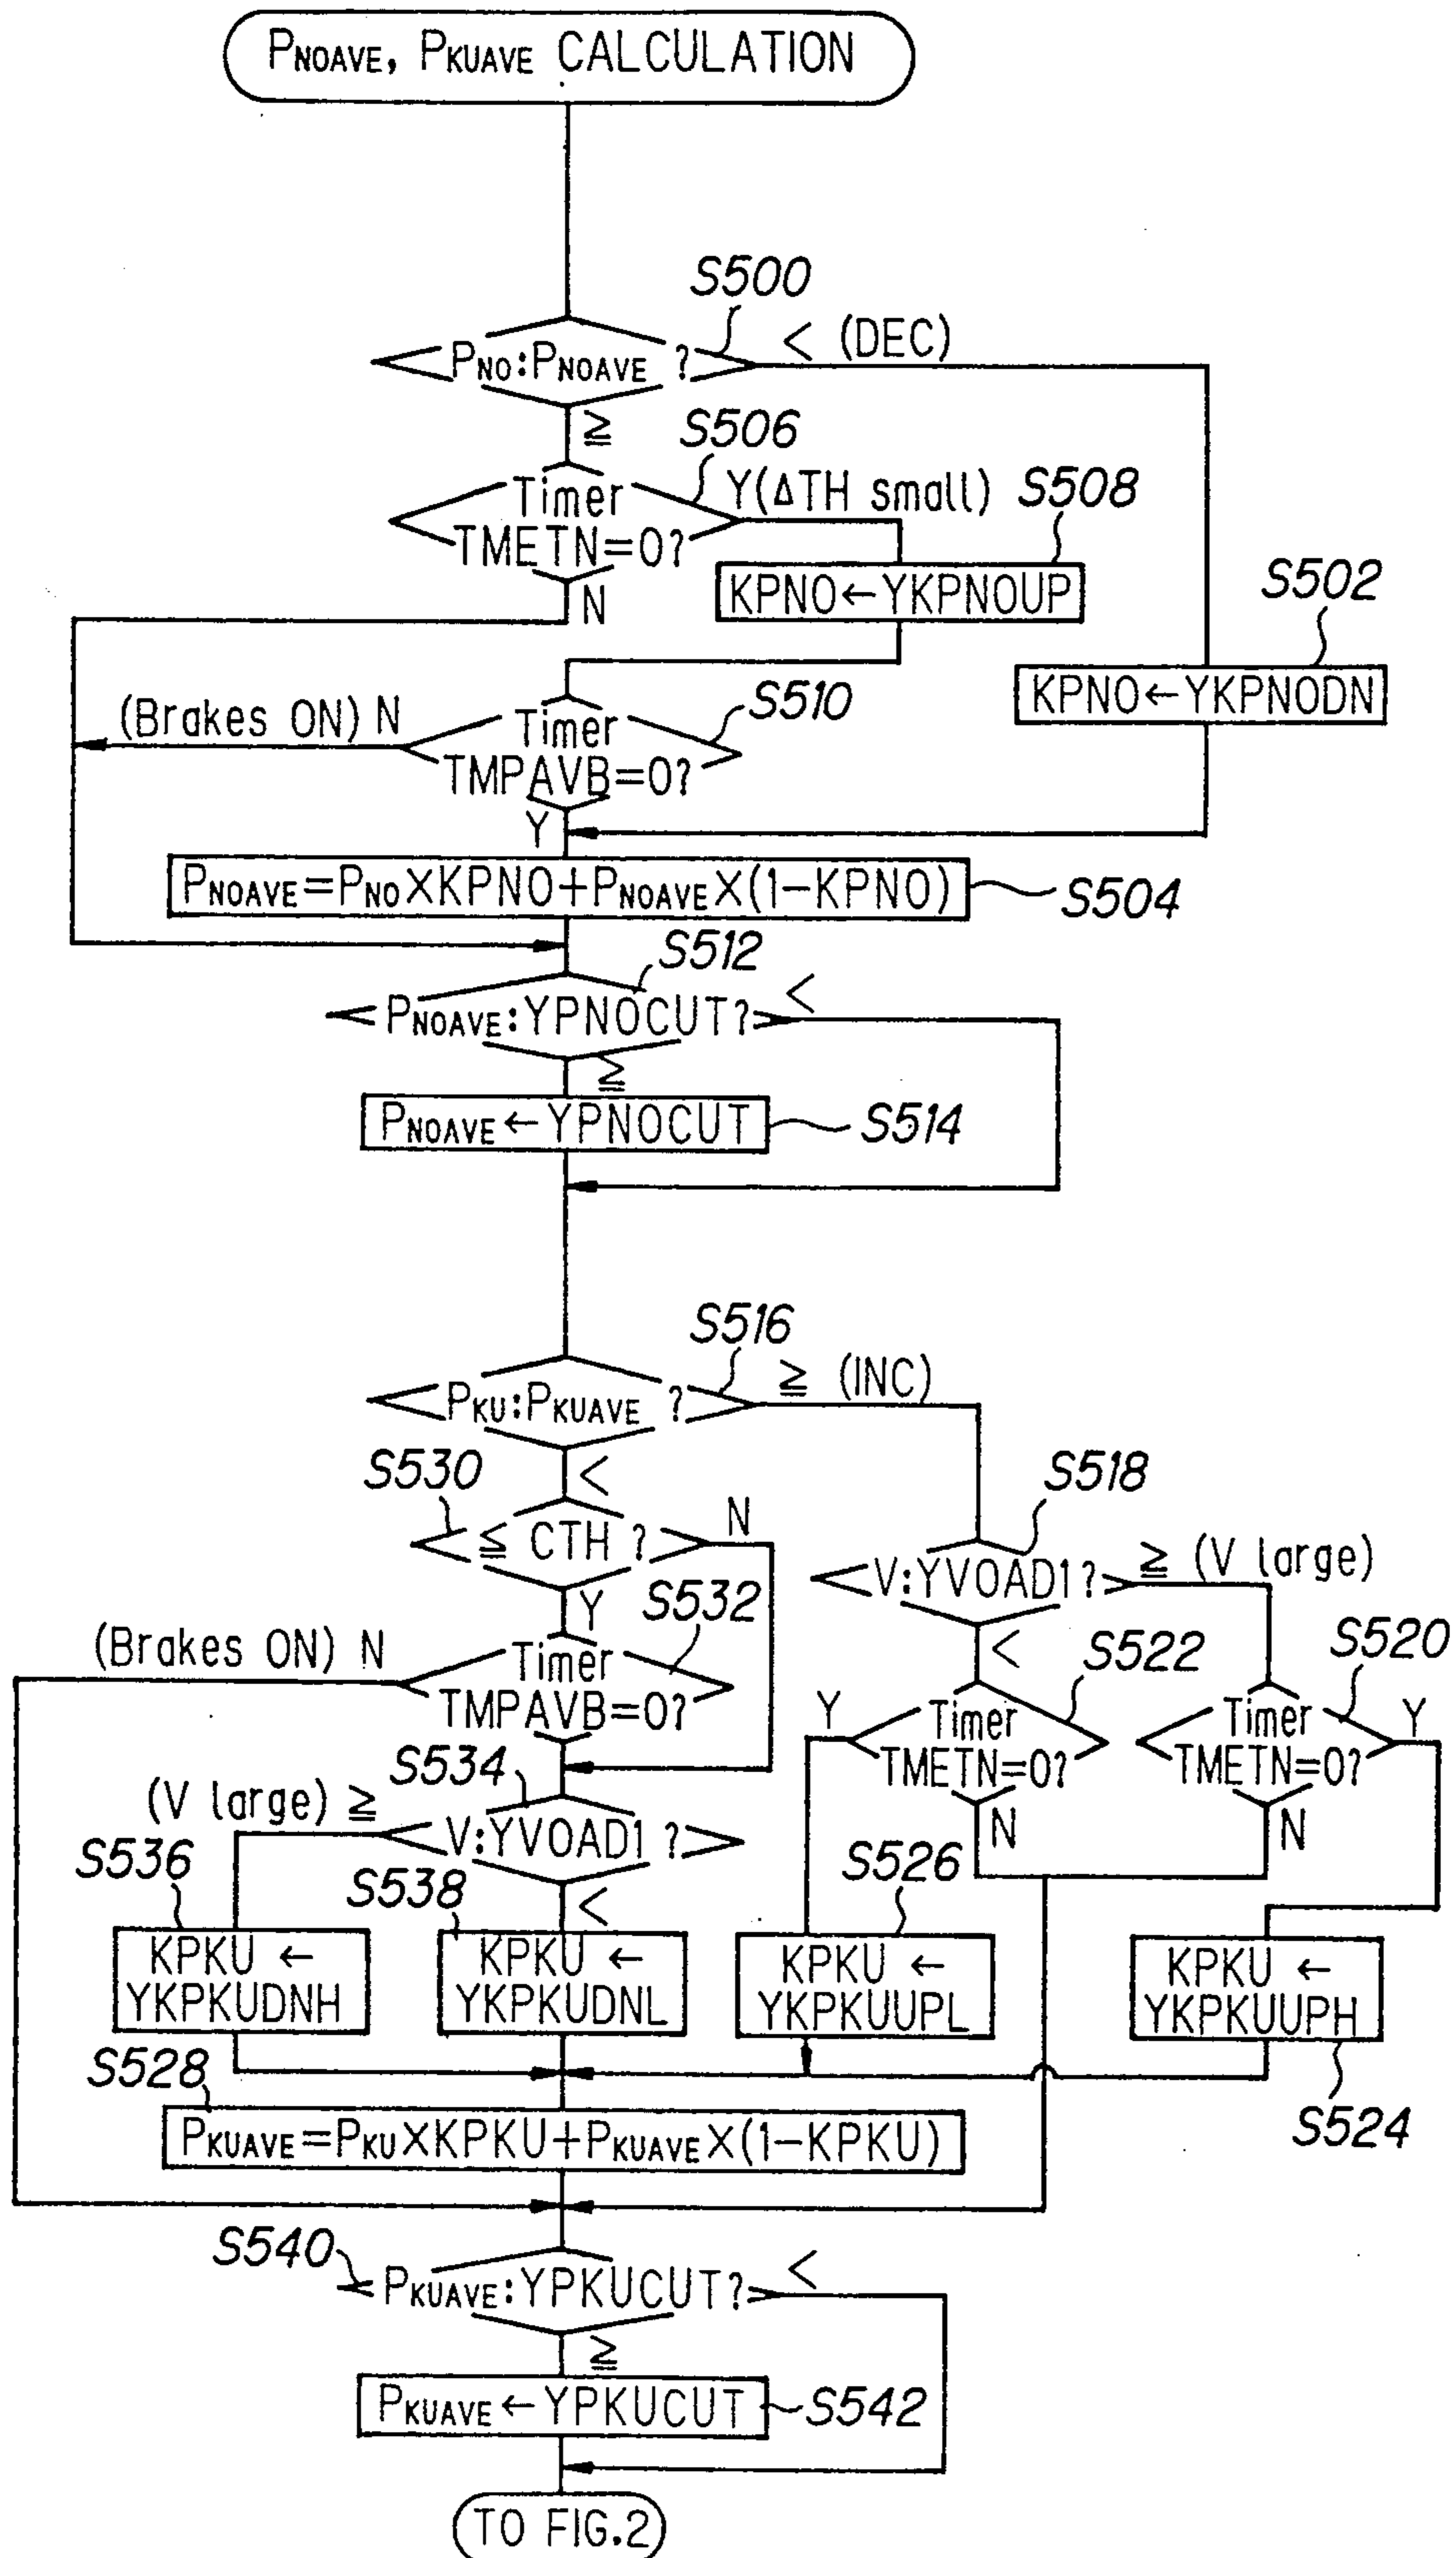 PNOAVE, PKUAVE CALCULATION
S500
PNO:PNOAVE ?
< (DEC)
≧
S506
Timer
TMETN=0?
Y(ΔTH small)
S508
KPNO←YKPNOUP
N
S502
KPNO←YKPNODN
S510
(Brakes ON) N
Timer
TMPAVB=0?
Y
PNOAVE=PNO×KPNO+PNOAVE×(1-KPNO)
S504
S512
PNOAVE:YPNOCUT?
<
≧
PNOAVE←YPNOCUT
S514
S516
PKU:PKUAVE ?
≧ (INC)
<
S530
≦ CTH ?
N
S518
V:YVOAD1?
≧ (V large)
Y
S532
(Brakes ON) N
Timer
TMPAVB=0?
<
S522
S520
Y
Timer
TMETN=0?
Timer
TMETN=0?
Y
N
N
S534
(V large) ≧
V:YVOAD1 ?
<
S536
KPKU ←
YKPKUDNH
S538
KPKU ←
YKPKUDNL
S526
KPKU ←
YKPKUUPL
KPKU ←
YKPKUUPH
S524
S528
PKUAVE=PKU×KPKU+PKUAVE×(1-KPKU)
S540
PKUAVE:YPKUCUT?
<
≧
PKUAVE←YPKUCUT
S542
TO FIG.2